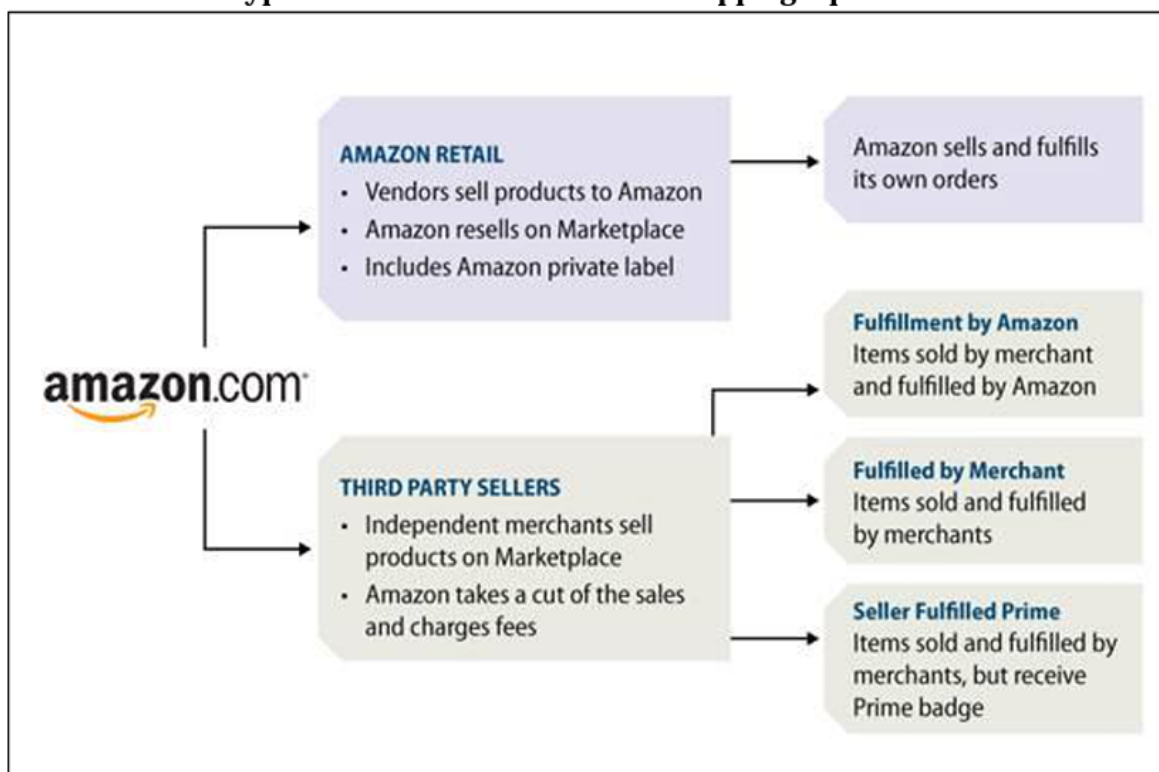 AMAZON RETAIL
• Vendors sell products to Amazon
• Amazon resells on Marketplace
• Includes Amazon private label
Amazon sells and fulfills
its own orders
amazon.com
Fulfillment by Amazon
Items sold by merchant
and fulfilled by Amazon
THIRD PARTY SELLERS
• Independent merchants sell
products on Marketplace
• Amazon takes a cut of the sales
and charges fees
Fulfilled by Merchant
Items sold and fulfilled
by merchants
Seller Fulfilled Prime
Items sold and fulfilled by
merchants, but receive
Prime badge